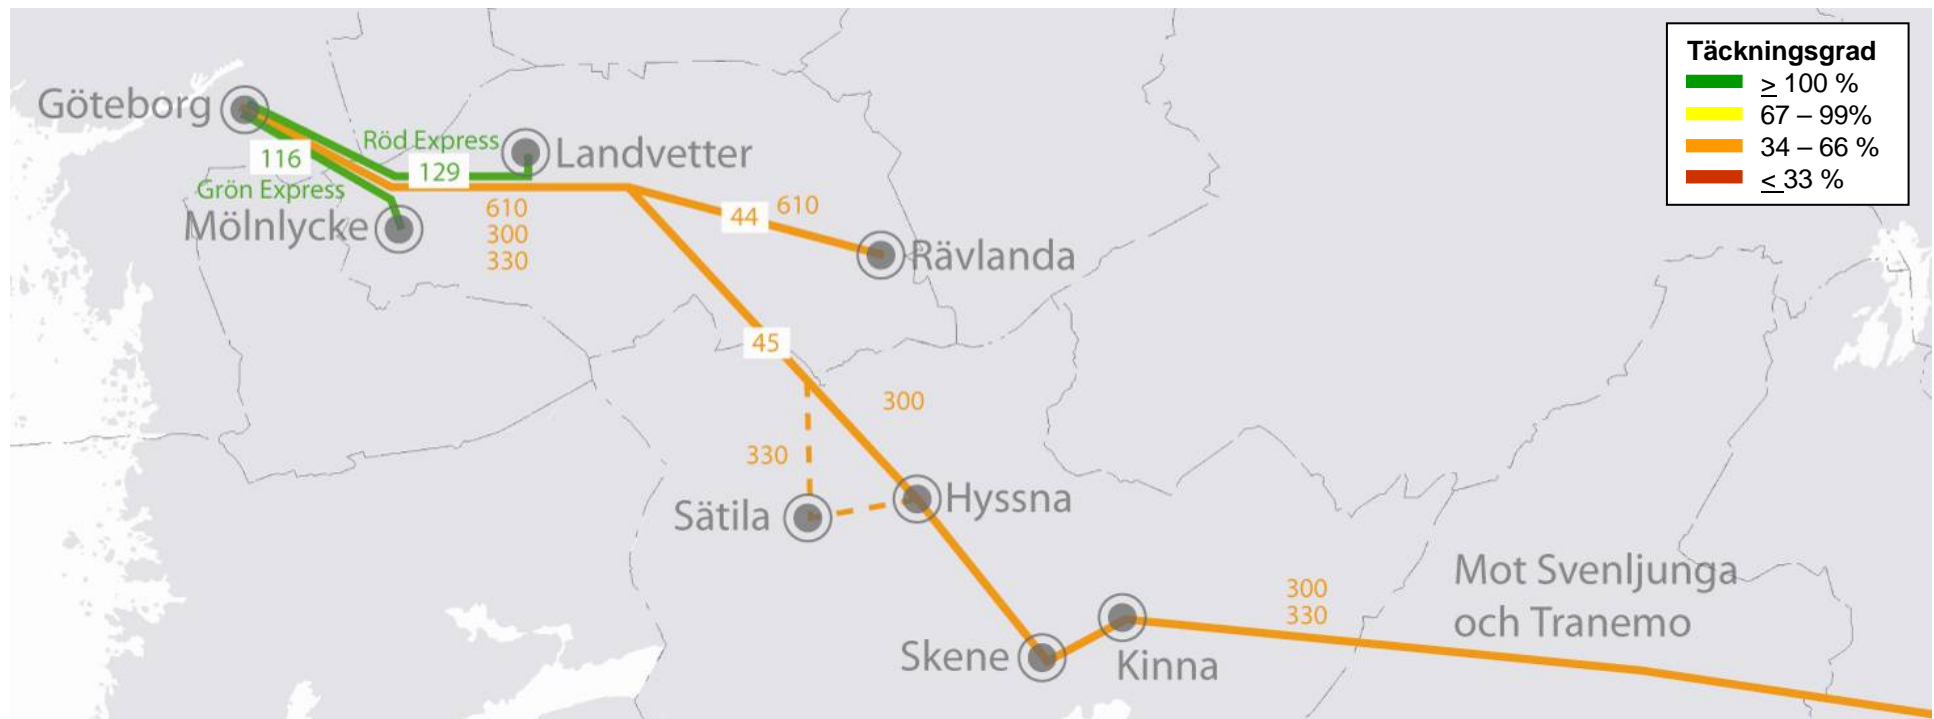 Täckningsgrad
≥ 100 %
67 – 99%
34 – 66 %
≤ 33 %
Göteborg
Röd Express
Landvetter
116
129
Grön Express
Mölnlycke
610
300
330
44
610
Rävlanda
45
300
330
Sätila
Hyssna
Mot Svenljunga
och Tranemo
300
330
Skene
Kinna